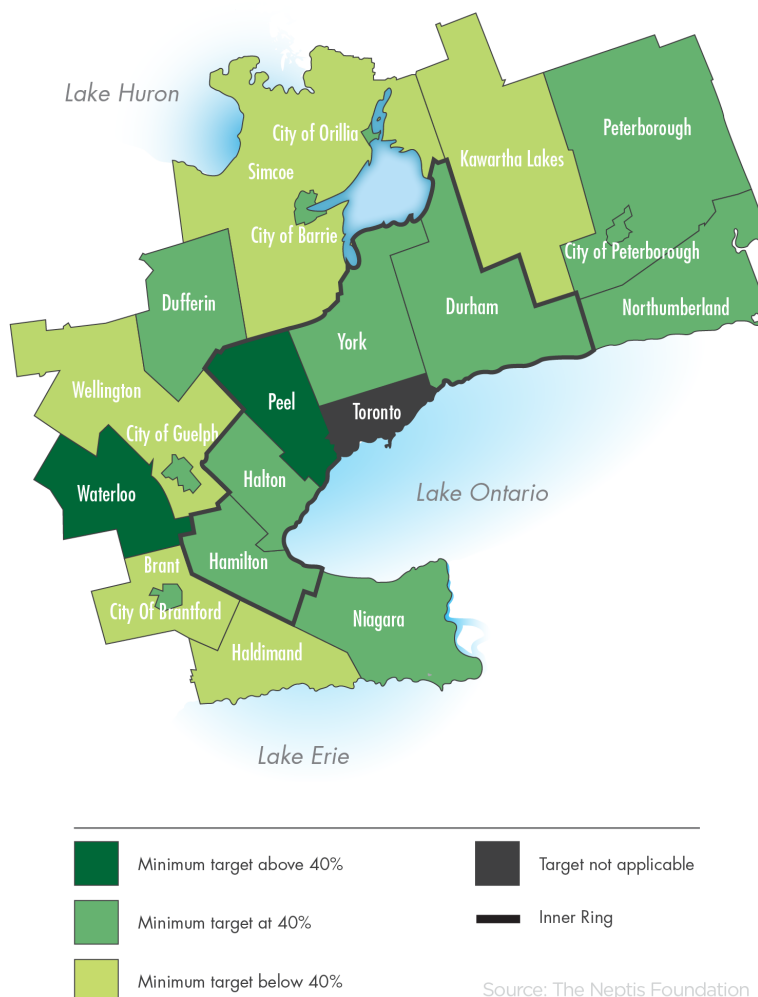 Lake Huron
City of Orillia
Peterborough
Kawartha Lakes
Simcoe
City of Barrie
City of Peterborough
Dufferin
Durham
Northumberland
York
Wellington
Peel
Toronto
City of Guelph
Halton
Waterloo
Lake Ontario
Brant
Hamilton
City Of Brantford
Niagara
Haldimand
Lake Erie
Minimum target above 40%
Target not applicable
Minimum target at 40%
Inner Ring
Minimum target below 40%
Source: The Neptis Foundation